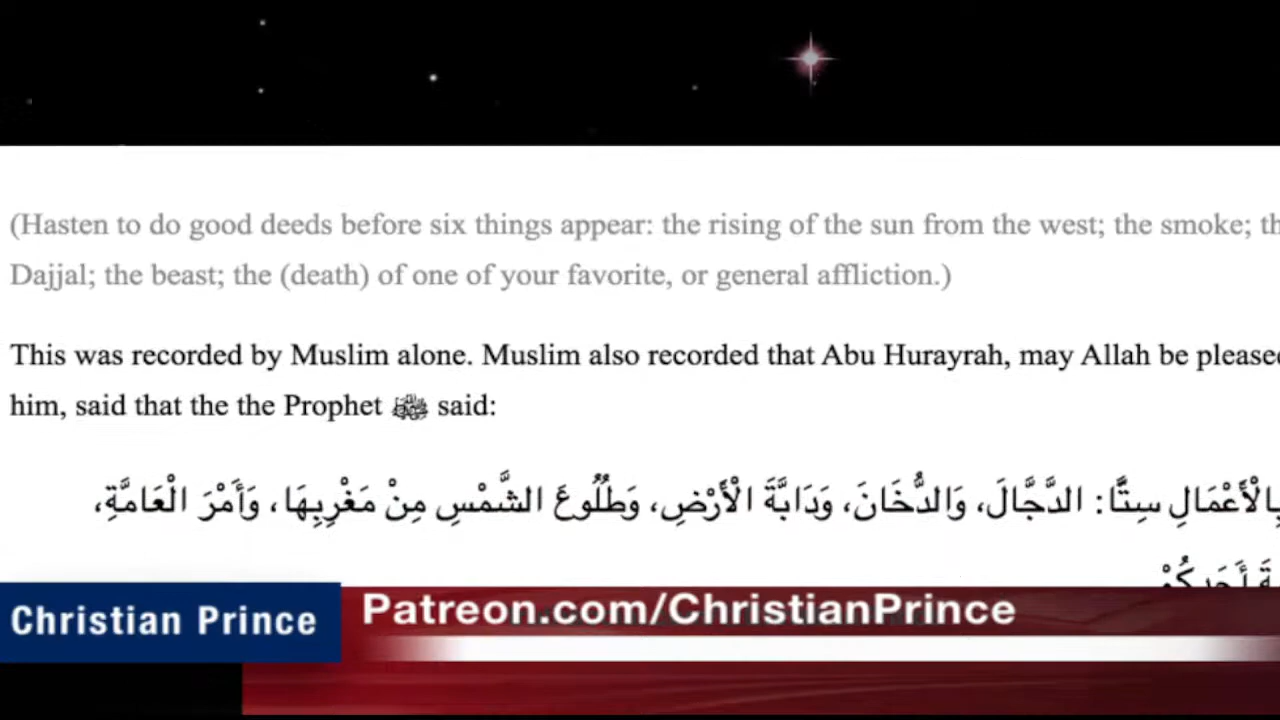 (Hasten to do good deeds before six things appear: the rising of the sun from the west; the smoke;
Dajjal; the beast; the (death) of one of your favorite, or general affliction.)
This was recorded by Muslim alone. Muslim also recorded that Abu Hurayrah, may Allah be pleased
him, said that the the Prophet ﷺ said:
بِالْأَعْمَالِ سِتًّا: الدَّجَّالَ، وَالدُّخَانَ، وَدَابَّةَ الْأَرْضِ، وَطُلُوعَ الشَّمْسِ مِنْ مَغْرِبِهَا، وَأَمْرَ الْعَامَّةِ،
أَحَدِكُمْ
Christian Prince
Patreon.com/ChristianPrince